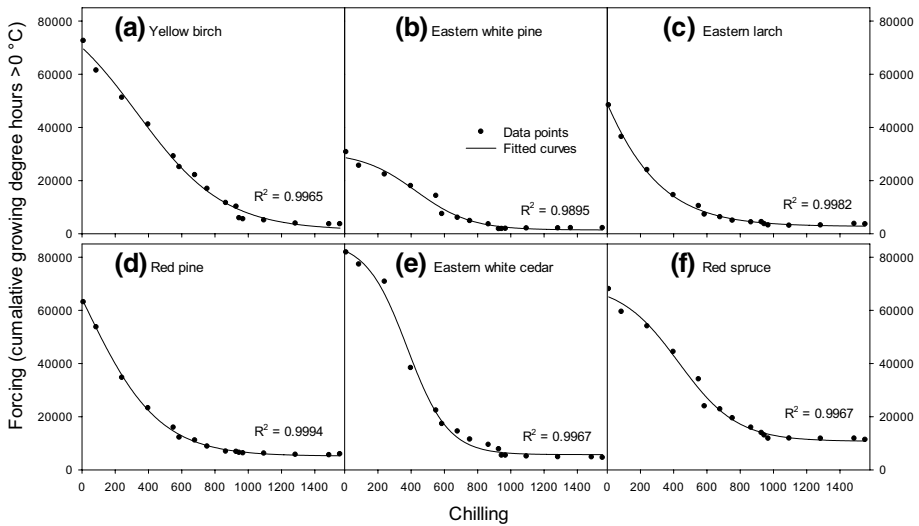 (a) Yellow birch
(b) Eastern white pine
(c) Eastern larch
80000
60000
40000
20000
0
80000
60000
40000
20000
0
Data points
Fitted curves
R² = 0.9965
R² = 0.9895
R² = 0.9982
(d) Red pine
(e) Eastern white cedar
(f) Red spruce
80000
60000
40000
20000
0
80000
60000
40000
20000
0
R² = 0.9994
R² = 0.9967
R² = 0.9967
0 200 400 600 800 1000 1200 1400
0 200 400 600 800 1000 1200 1400
0 200 400 600 800 1000 1200 1400
Forcing (cumalative growing degree hours >0 °C)
Chilling